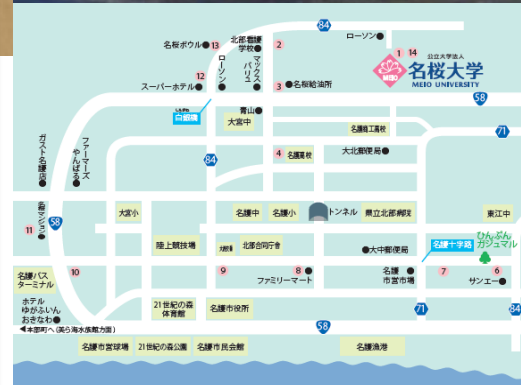 84
名桜ボウル 13
北部看護
学校
2
ローソン
1 14
公立大学法人
名桜大学
MEIO UNIVERSITY
MEIO
12
スーパーホテル
ローソン
マックス
バリュ
3 名桜給油所
58
青山
白銀橋
大宮中
名護商工高校
71
ガスト名護店
ファーマーズ
やんばる
84
4 名護高校
大北郵便局
58
大宮小
名護中
名護小
トンネル
県立北部病院
東江中
11
陸上競技場
北部合同庁舎
大中郵便局
名護十字路
ひんぷん
ガジュマル
名護バス
ターミナル
10
9
8
ファミリーマート
名護
市営市場
7
6
サンエー
ホテル
ゆがふいん
おきなわ
21世紀の森
体育館
名護市役所
71
84
◀本部町へ(美ら海水族館方面)
58
名護市営球場
21世紀の森公園
名護市民会館
名護漁港